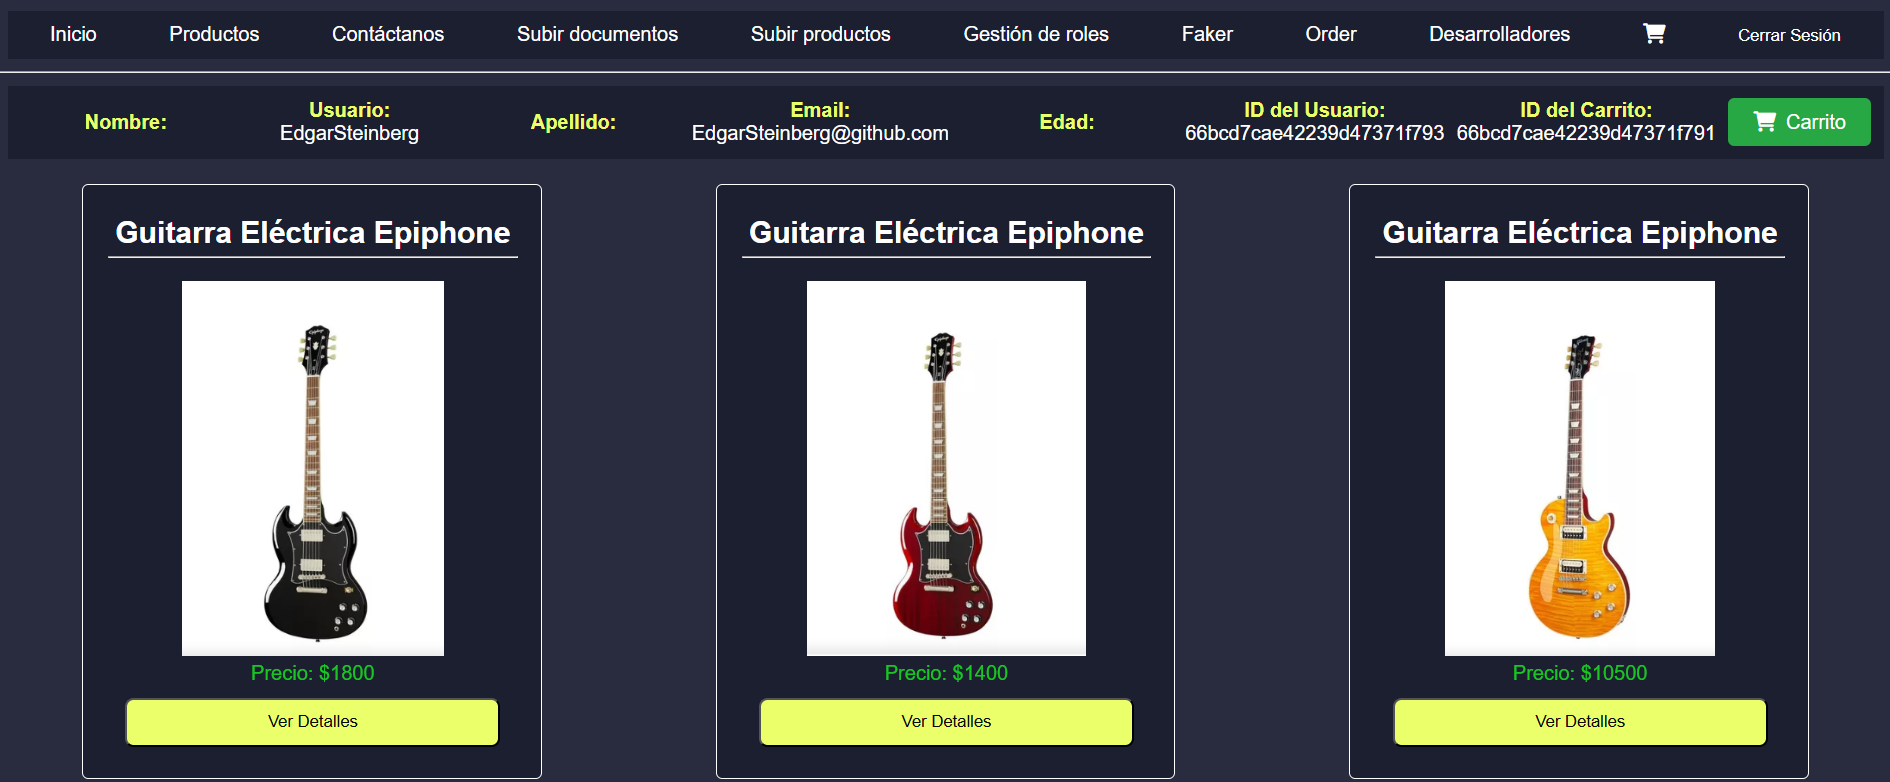 Inicio Productos Contáctanos Subir documentos Subir productos Gestión de roles Faker Order Desarrolladores Cerrar Sesión
Nombre:
Usuario:
EdgarSteinberg
Apellido:
Email:
EdgarSteinberg@github.com
Edad:
ID del Usuario:
66bcd7cae42239d47371f793
ID del Carrito:
66bcd7cae42239d47371f791
Carrito
Guitarra Eléctrica Epiphone
Precio: $1800
Ver Detalles
Guitarra Eléctrica Epiphone
Precio: $1400
Ver Detalles
Guitarra Eléctrica Epiphone
Precio: $10500
Ver Detalles